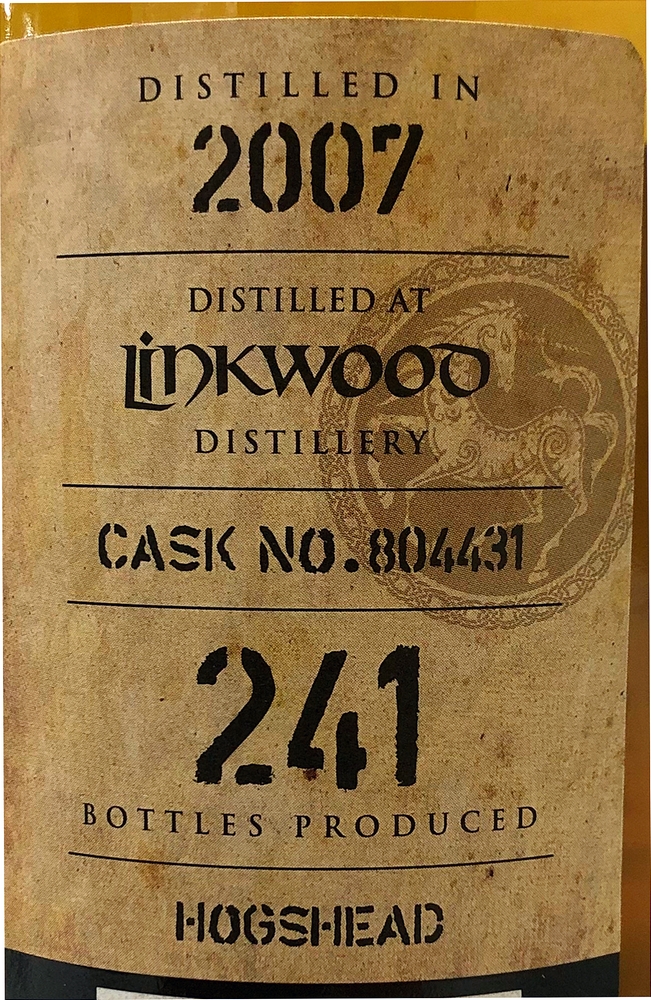 DISTILLED IN
2007
DISTILLED AT
LINKWOOD
DISTILLERY
CASK NO. 804431
241
BOTTLES PRODUCED
HOGSHEAD